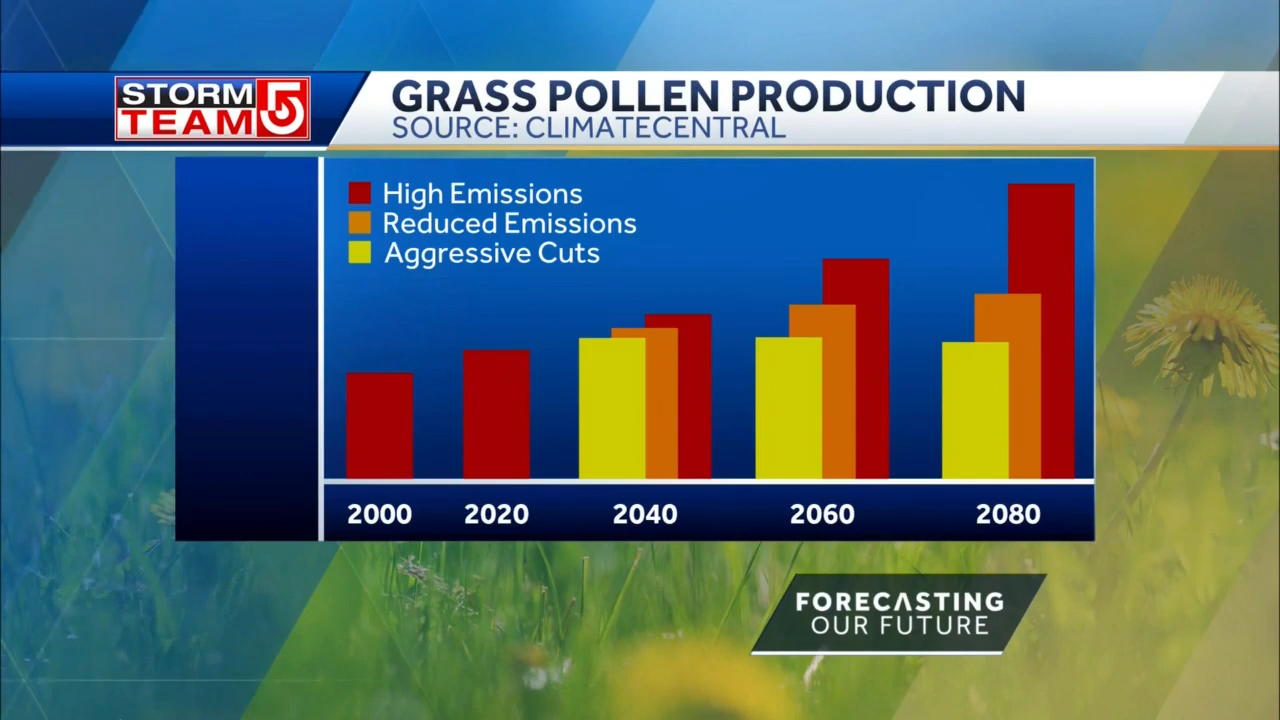 STORM
TEAM 5
GRASS POLLEN PRODUCTION
SOURCE: CLIMATECENTRAL
High Emissions
Reduced Emissions
Aggressive Cuts
2000 2020 2040 2060 2080
FORECASTING
OUR FUTURE